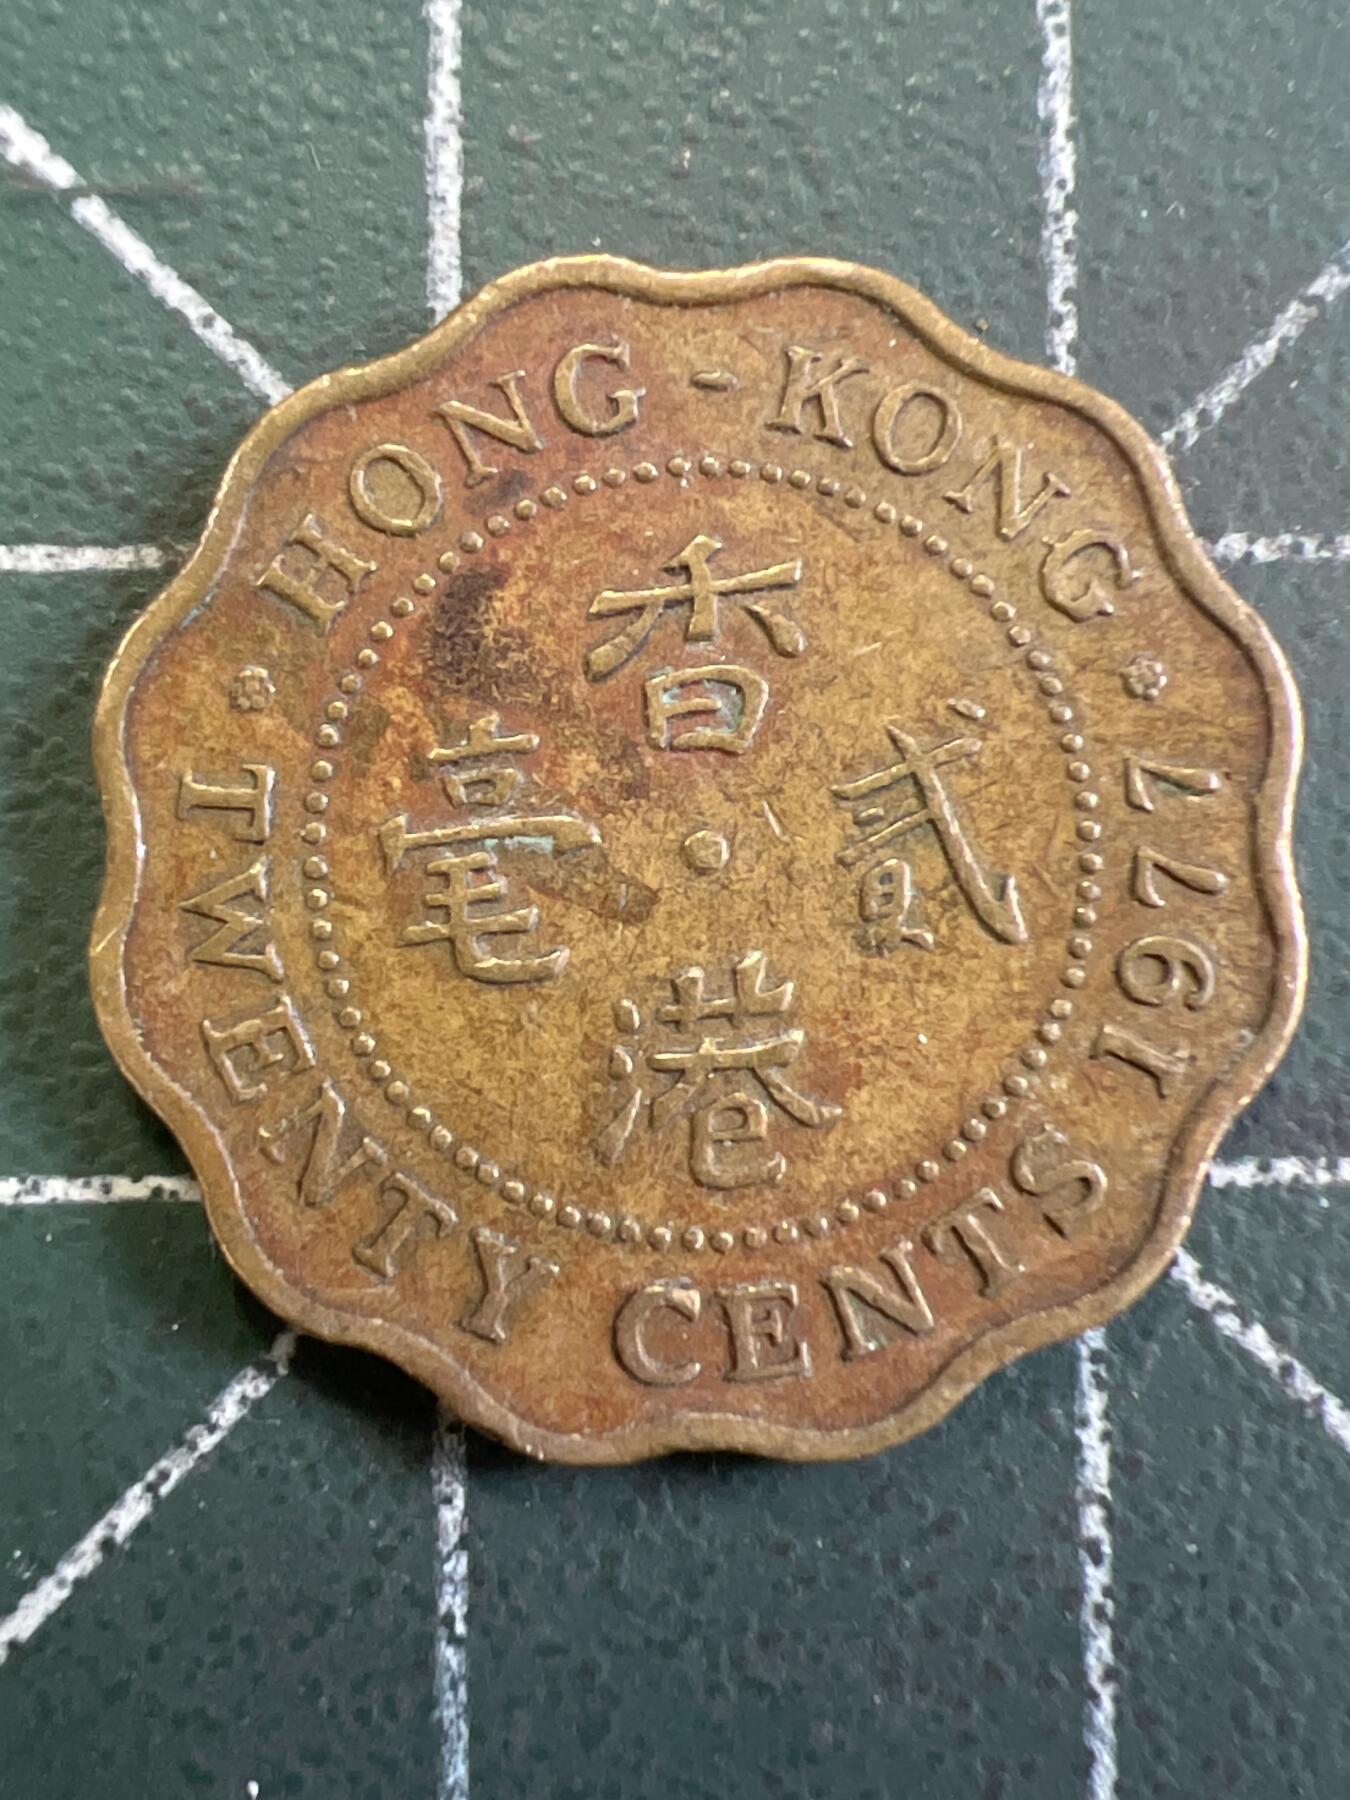 HONG - KONG
1977
TWENTY CENTS
香
港
貳
毫